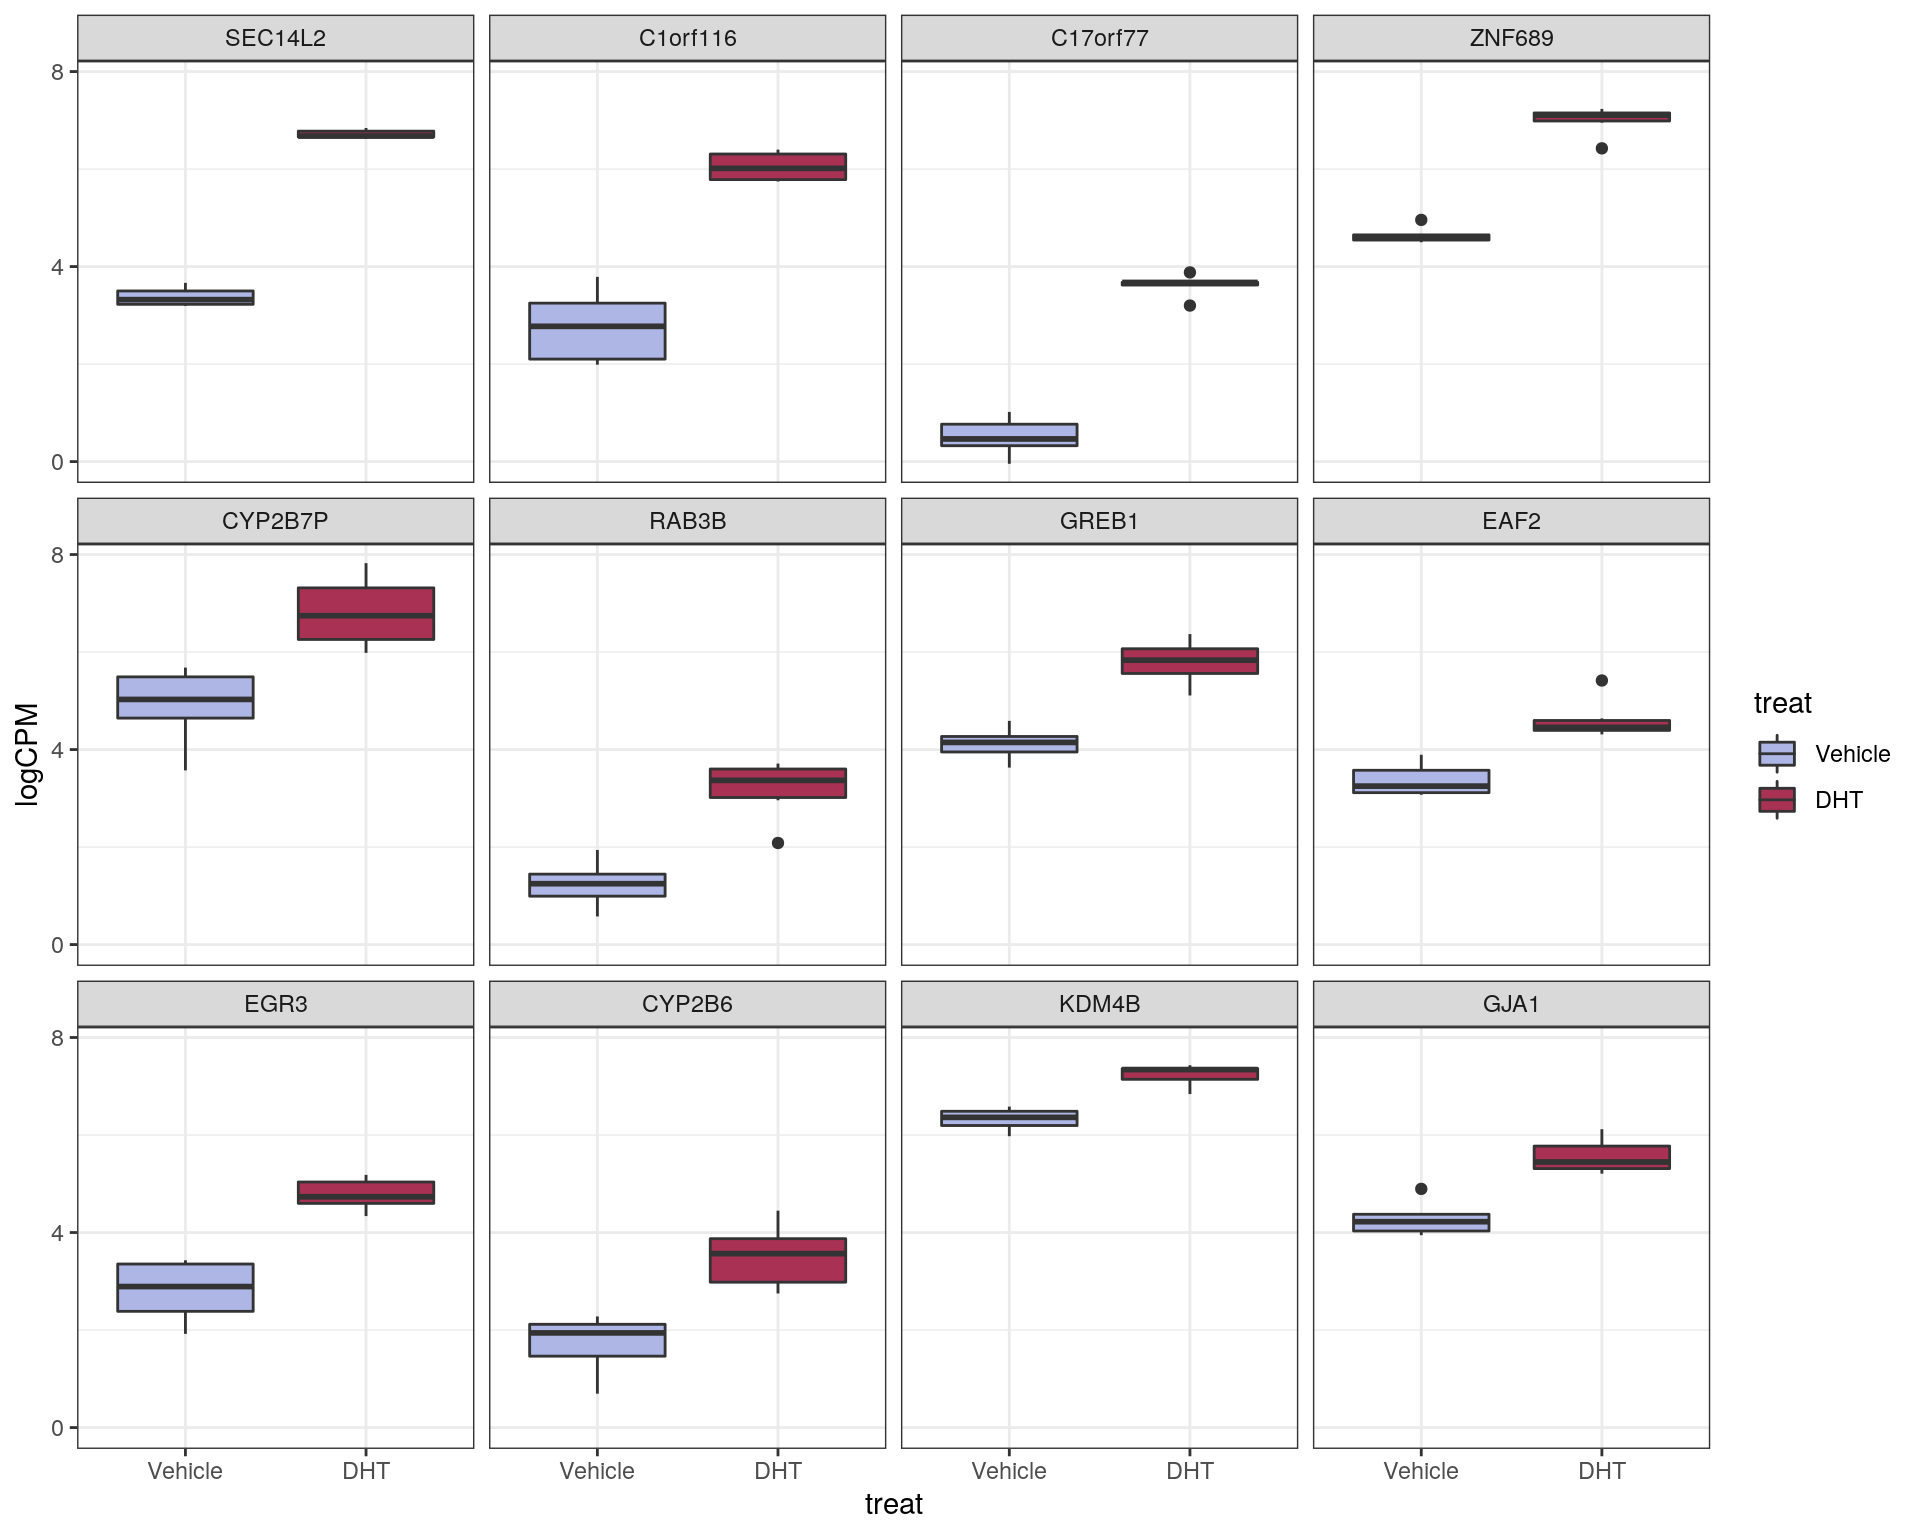 SEC14L2 C1orf116 C17orf77 ZNF689
8
4
0
CYP2B7P RAB3B GREB1 EAF2
8
4
0
logCPM
treat
Vehicle
DHT
EGR3 CYP2B6 KDM4B GJA1
8
4
0
Vehicle DHT Vehicle DHT Vehicle DHT Vehicle DHT
treat